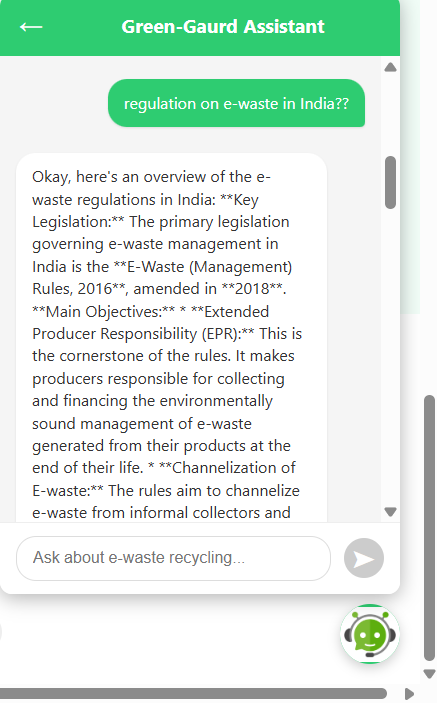 ←
Green-Gaurd Assistant
regulation on e-waste in India??
Okay, here's an overview of the e-
waste regulations in India: **Key
Legislation:** The primary legislation
governing e-waste management in
India is the **E-Waste (Management)
Rules, 2016**, amended in **2018**.
**Main Objectives:** * **Extended
Producer Responsibility (EPR):** This is
the cornerstone of the rules. It makes
producers responsible for collecting
and financing the environmentally
sound management of e-waste
generated from their products at the
end of their life. * **Channelization of
E-waste:** The rules aim to channelize
e-waste from informal collectors and
Ask about e-waste recycling...